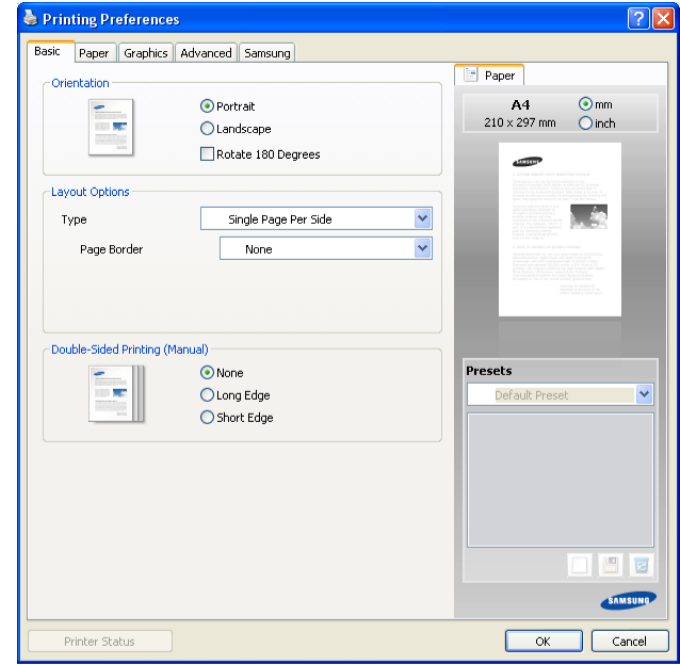 Printing Preferences
Basic Paper Graphics Advanced Samsung
Orientation
Portrait
Landscape
Rotate 180 Degrees
Layout Options
Type Single Page Per Side
Page Border None
Double-Sided Printing (Manual)
None
Long Edge
Short Edge
Paper
A4
210 x 297 mm
mm
inch
SAMSUNG
Presets
Default Preset
SAMSUNG
Printer Status
OK Cancel